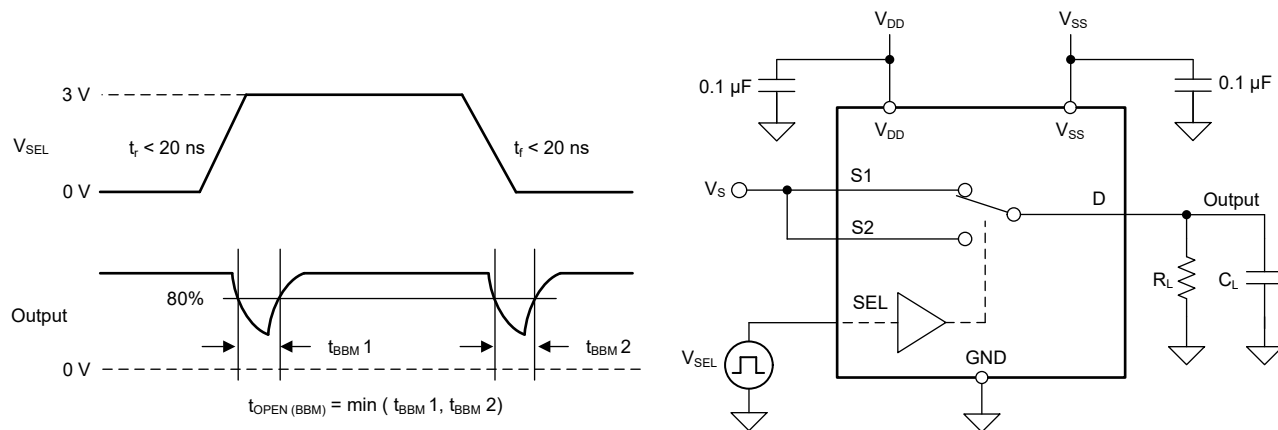 3 V
V_SEL
t_r < 20 ns
t_f < 20 ns
0 V
80%
Output
t_BBM 1
t_BBM 2
0 V
t_OPEN (BBM) = min ( t_BBM 1, t_BBM 2)
V_DD
V_SS
0.1 µF
0.1 µF
V_DD
V_SS
V_S
S1
D
Output
S2
R_L
C_L
SEL
V_SEL
GND